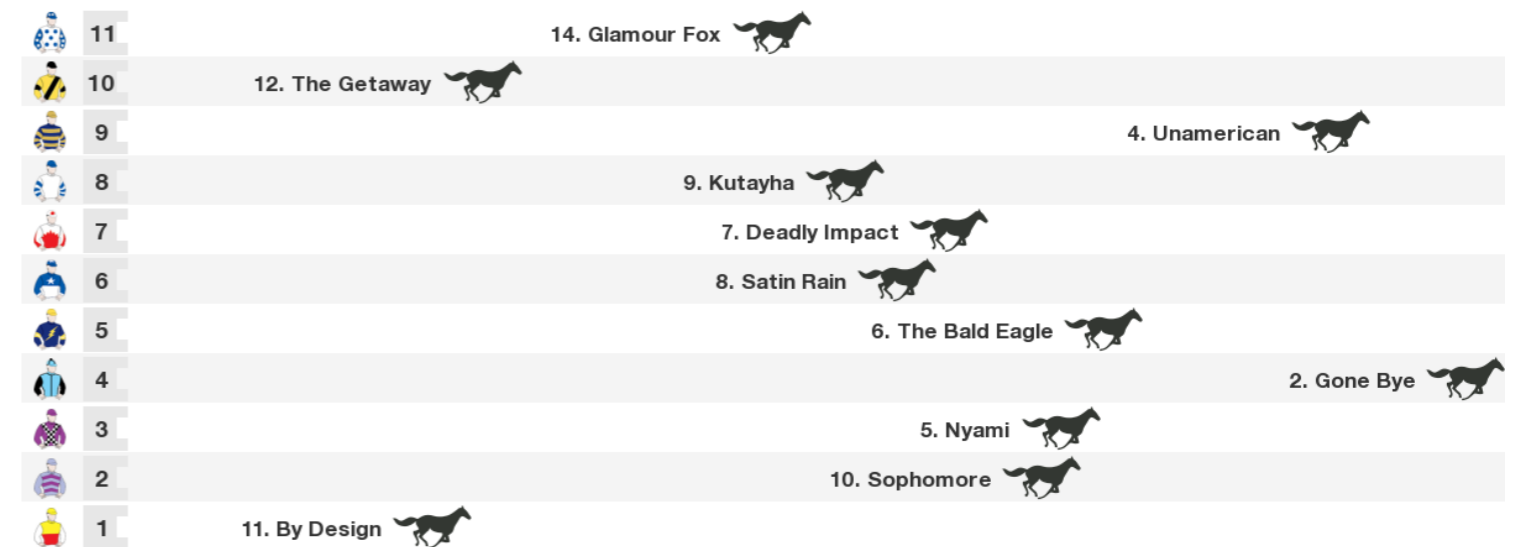 11 14. Glamour Fox
10 12. The Getaway
9 4. Unamerican
8 9. Kutayha
7 7. Deadly Impact
6 8. Satin Rain
5 6. The Bald Eagle
4 2. Gone Bye
3 5. Nyami
2 10. Sophomore
1 11. By Design